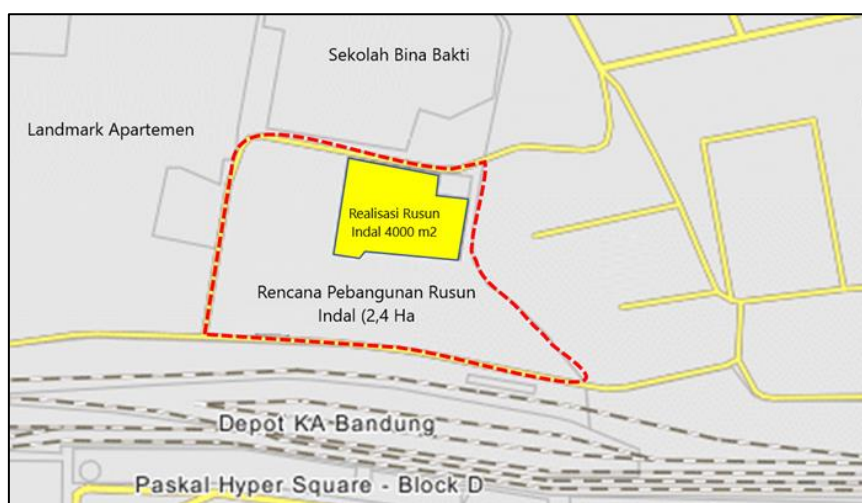 Sekolah Bina Bakti
Landmark Apartemen
Realisasi Rusun
Indal 4000 m2
Rencana Pebangunan Rusun
Indal (2,4 Ha
Depot KA Bandung
Paskal Hyper Square - Block D